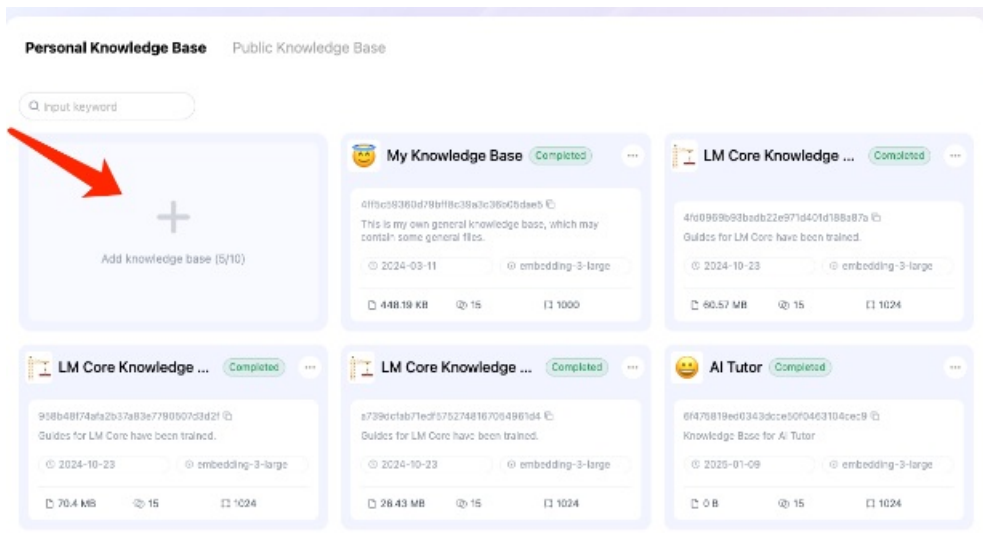 Personal Knowledge Base Public Knowledge Base
Input keyword
Add knowledge base (5/10)
My Knowledge Base Completed
This is my own general knowledge base, which may
contain some general files.
2024-03-11 embedding-3-large
448.19 KB 15 1000
LM Core Knowledge ... Completed
Guides for LM Core have been trained.
2024-10-23 embedding-3-large
60.57 MB 15 1024
LM Core Knowledge ... Completed
Guides for LM Core have been trained.
2024-10-23 embedding-3-large
70.4 MB 15 1024
LM Core Knowledge ... Completed
Guides for LM Core have been trained.
2024-10-23 embedding-3-large
28.43 MB 15 1024
AI Tutor Completed
Knowledge Base for AI Tutor
2025-01-09 embedding-3-large
0 B 15 1024